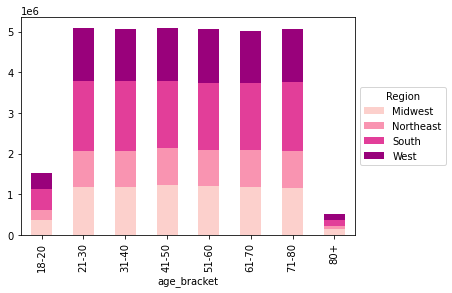 1e6
5
4
3
2
1
0
18-20
21-30
31-40
41-50
51-60
61-70
71-80
80+
age_bracket
Region
Midwest
Northeast
South
West